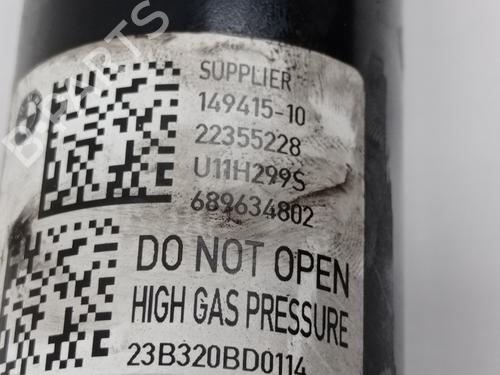 SUPPLIER
149415-10
22355228
U11H299S
689634802
DO NOT OPEN
HIGH GAS PRESSURE
23B320BD0114